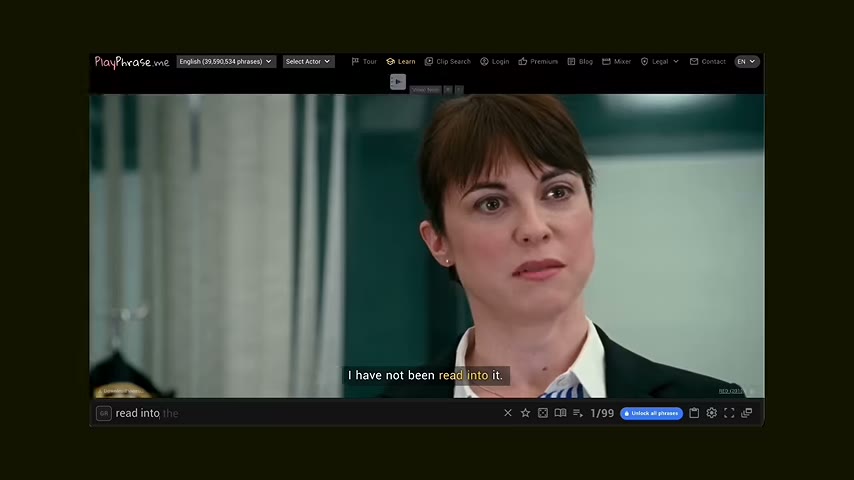 PlayPhrase.me
English (39,590,534 phrases)
Select Actor
Tour
Learn
Clip Search
Login
Premium
Blog
Mixer
Legal
Contact
EN
I have not been read into it.
GR
read into the
1/99
Unlock all phrases